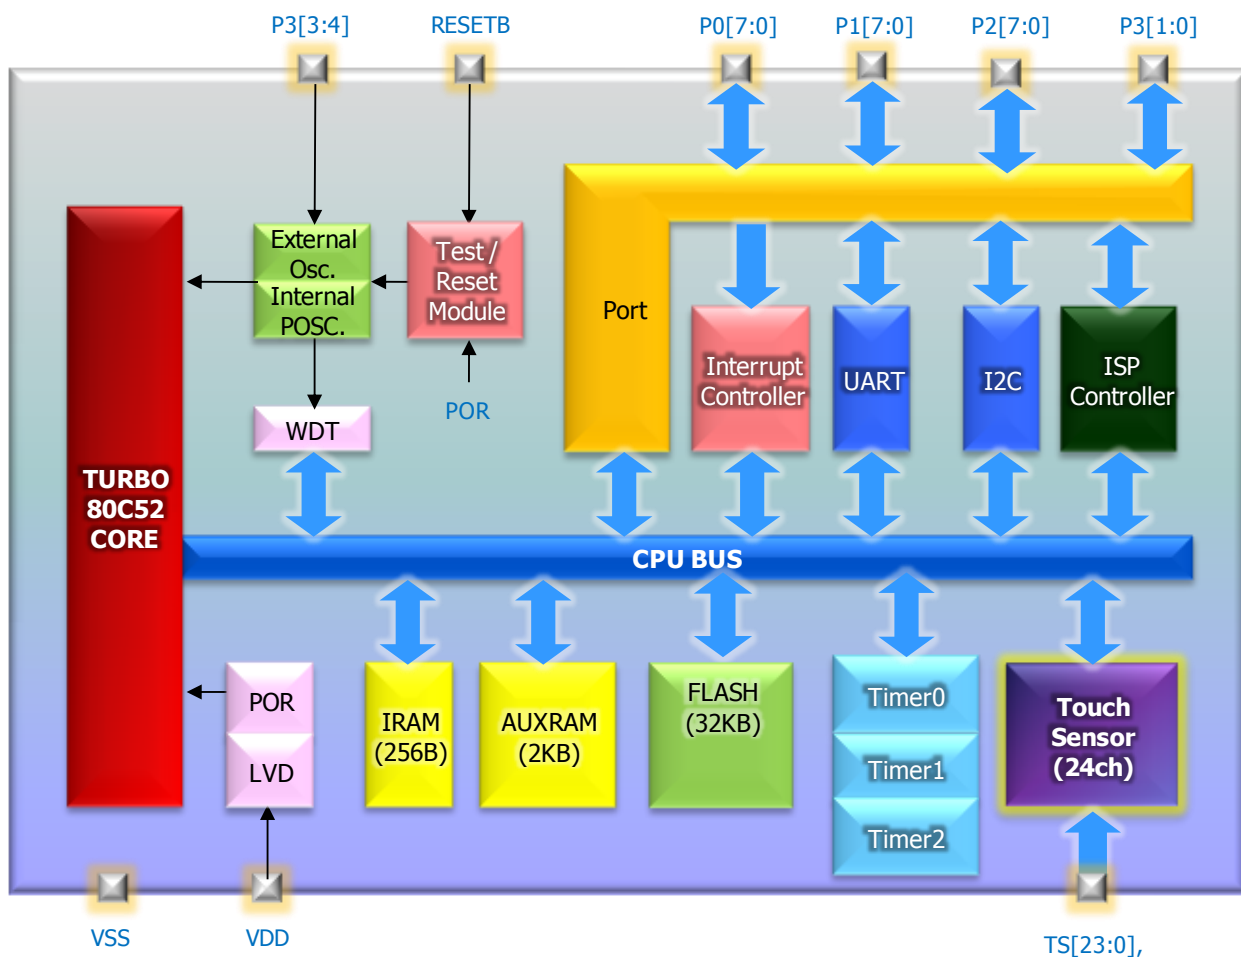 P3[3:4]
RESETB
P0[7:0]
P1[7:0]
P2[7:0]
P3[1:0]
External
Osc.
Internal
POSC.
Test /
Reset
Module
Port
Interrupt
Controller
UART
I2C
ISP
Controller
POR
WDT
TURBO
80C52
CORE
CPU BUS
POR
LVD
IRAM
(256B)
AUXRAM
(2KB)
FLASH
(32KB)
Timer0
Timer1
Timer2
Touch
Sensor
(24ch)
VSS
VDD
TS[23:0],